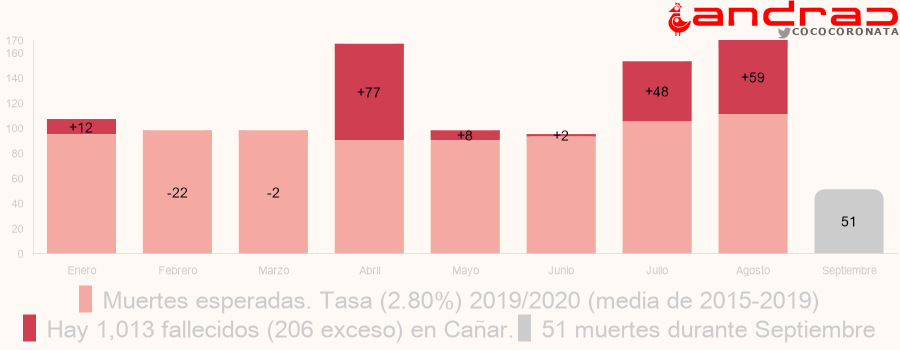 andrac
COCOCORONATA
170
160
140
120
100
80
60
40
20
0
+12
-22
-2
+77
+8
+2
+48
+59
51
Enero
Febrero
Marzo
Abril
Mayo
Junio
Julio
Agosto
Septiembre
Muertes esperadas. Tasa (2.80%) 2019/2020 (media de 2015-2019)
Hay 1,013 fallecidos (206 exceso) en Cañar. 51 muertes durante Septiembre